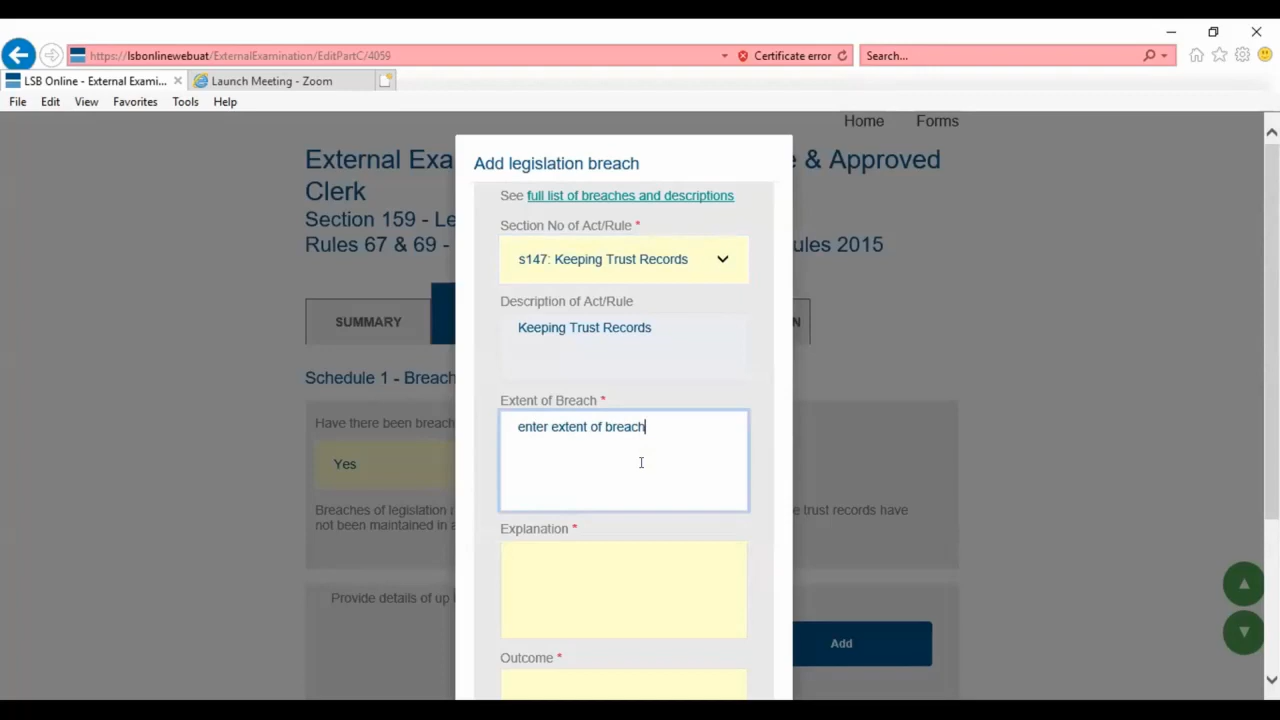 https://lsbonlinewebuat/ExternalExamination/EditPartC/4059
Certificate error
Search...
LSB Online - External Exami...
Launch Meeting - Zoom
File Edit View Favorites Tools Help
Home Forms
External Exa
e & Approved
Clerk
Section 159 - Le
Rules 67 & 69 -
ules 2015
SUMMARY
N
Schedule 1 - Breach
Have there been breach
Yes
Breaches of legislation
e trust records have
not been maintained in a
Provide details of up
Add
Add legislation breach
See full list of breaches and descriptions
Section No of Act/Rule *
s147: Keeping Trust Records
Description of Act/Rule
Keeping Trust Records
Extent of Breach *
enter extent of breach
Explanation *
Outcome *